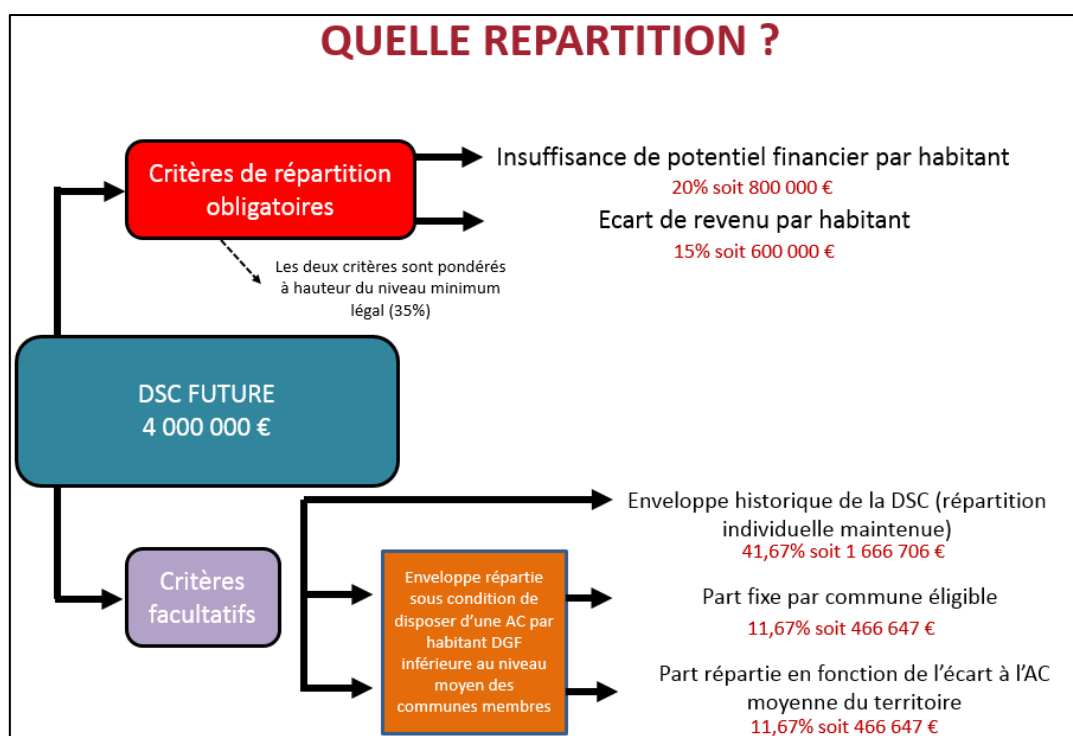 QUELLE REPARTITION ?
Critères de répartition
obligatoires
Insuffisance de potentiel financier par habitant
20% soit 800 000 €
Ecart de revenu par habitant
15% soit 600 000 €
Les deux critères sont pondérés
à hauteur du niveau minimum
légal (35%)
DSC FUTURE
4 000 000 €
Critères
facultatifs
Enveloppe historique de la DSC (répartition
individuelle maintenue)
41,67% soit 1 666 706 €
Enveloppe répartie
sous condition de
disposer d’une AC par
habitant DGF
inférieure au niveau
moyen des
communes membres
Part fixe par commune éligible
11,67% soit 466 647 €
Part répartie en fonction de l’écart à l’AC
moyenne du territoire
11,67% soit 466 647 €